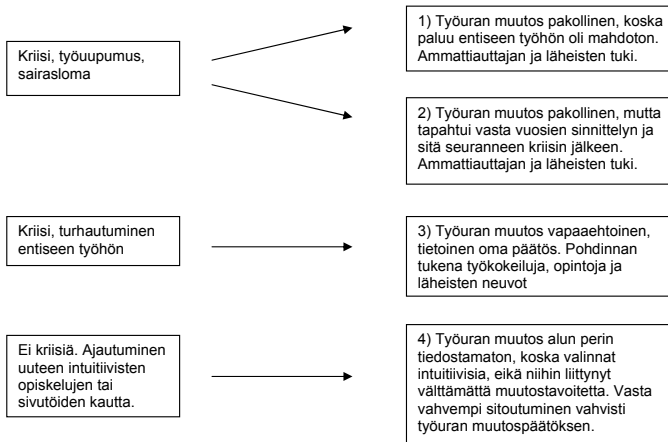 Kriisi, työuupumus,
sairasloma
1) Työuran muutos pakollinen, koska
paluu entiseen työhön oli mahdoton.
Ammattiauttajan ja läheisten tuki.
2) Työuran muutos pakollinen, mutta
tapahtui vasta vuosien sinnittelyn ja
sitä seuranneen kriisin jälkeen.
Ammattiauttajan ja läheisten tuki.
Kriisi, turhautuminen
entiseen työhön
3) Työuran muutos vapaaehtoinen,
tietoinen oma päätös. Pohdinnan
tukena työkokeiluja, opintoja ja
läheisten neuvot
Ei kriisiä. Ajautuminen
uuteen intuitiivisten
opiskelujen tai
sivutöiden kautta.
4) Työuran muutos alun perin
tiedostamaton, koska valinnat
intuitiivisia, eikä niihin liittynyt
välttämättä muutostavoitetta. Vasta
vahvempi sitoutuminen vahvisti
työuran muutospäätöksen.